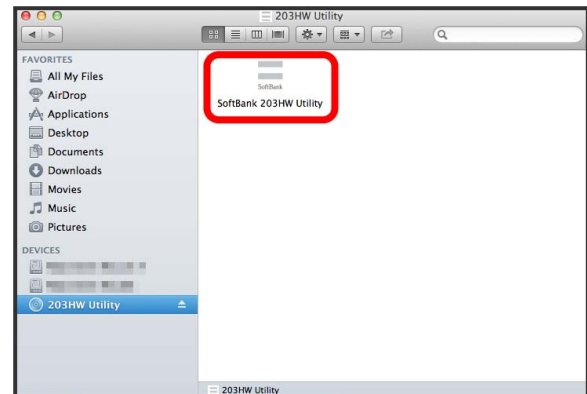 203HW Utility
SoftBank
SoftBank 203HW Utility
FAVORITES
All My Files
AirDrop
Applications
Desktop
Documents
Downloads
Movies
Music
Pictures
DEVICES
203HW Utility
203HW Utility